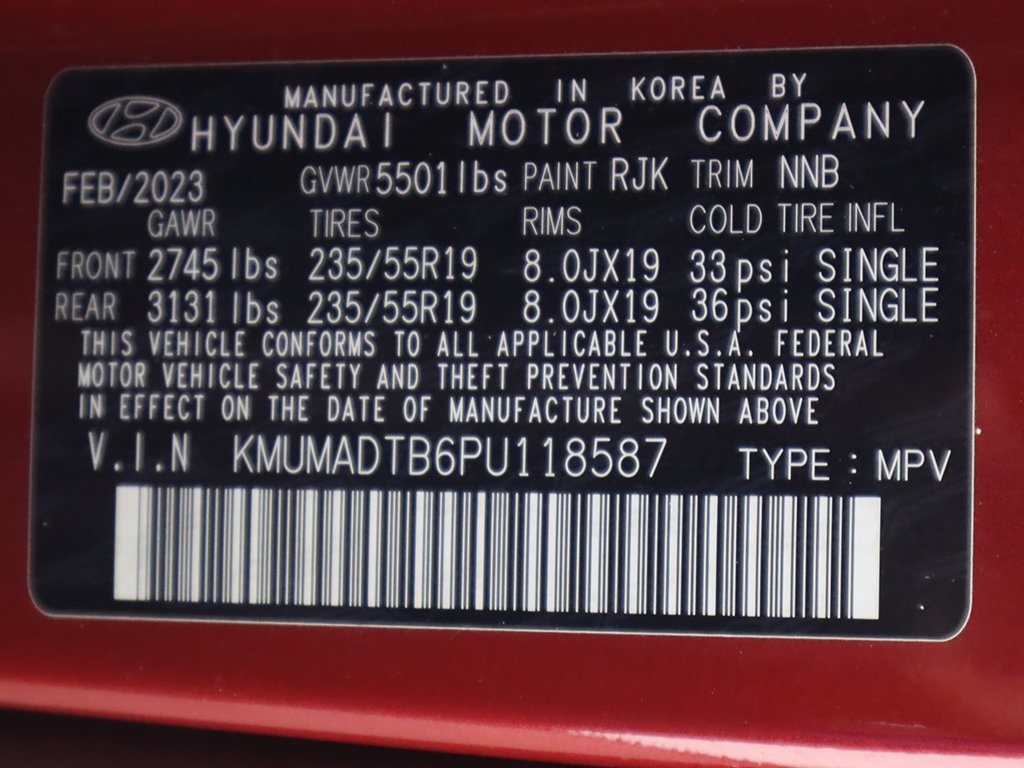 MANUFACTURED IN KOREA BY
HYUNDAI MOTOR COMPANY
FEB/2023 GVWR 5501lbs PAINT RJK TRIM NNB
GAWR TIRES RIMS COLD TIRE INFL
FRONT 2745 lbs 235/55R19 8.0JX19 33psi SINGLE
REAR 3131 lbs 235/55R19 8.0JX19 36psi SINGLE
THIS VEHICLE CONFORMS TO ALL APPLICABLE U.S.A. FEDERAL
MOTOR VEHICLE SAFETY AND THEFT PREVENTION STANDARDS
IN EFFECT ON THE DATE OF MANUFACTURE SHOWN ABOVE
V.I.N KMUMADTB6PU118587 TYPE : MPV